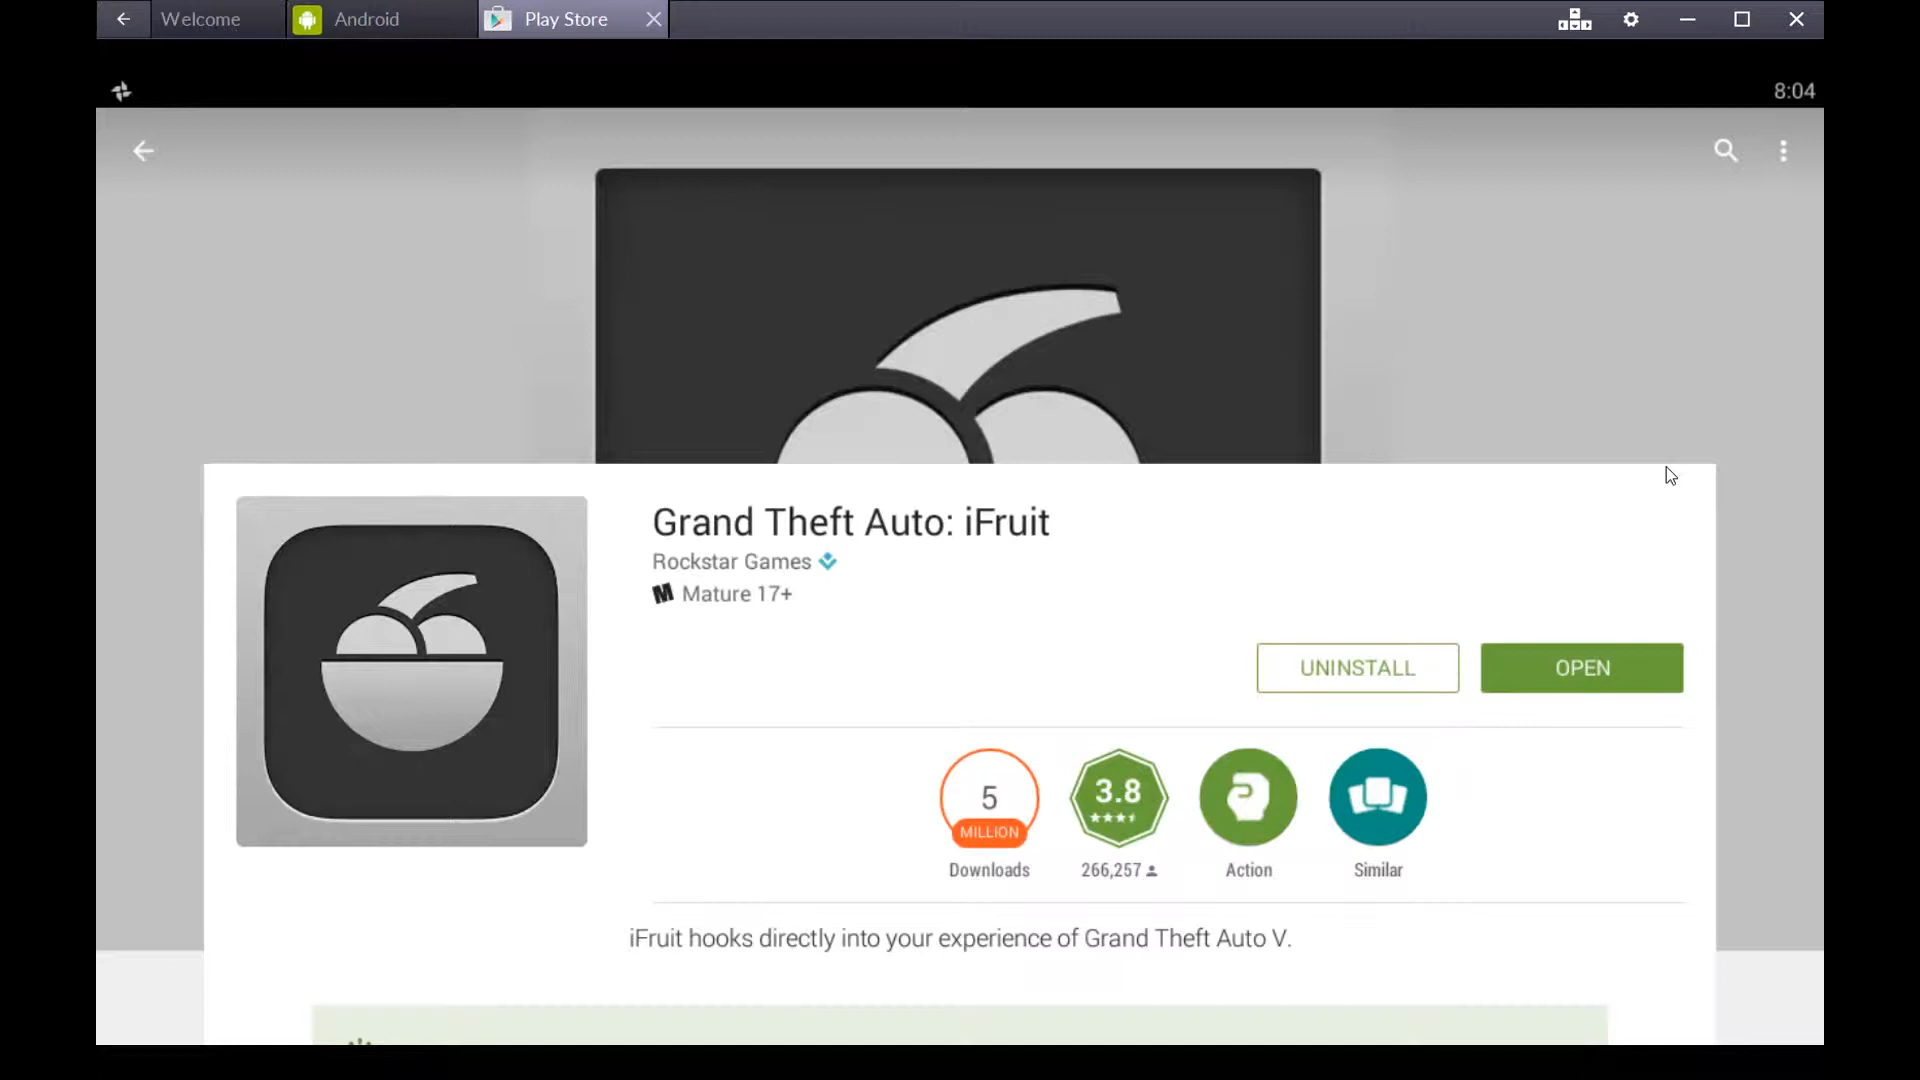 Welcome
Android
Play Store
8:04
Grand Theft Auto: iFruit
Rockstar Games
Mature 17+
UNINSTALL
OPEN
5
MILLION
Downloads
3.8
266,257
Action
Similar
iFruit hooks directly into your experience of Grand Theft Auto V.